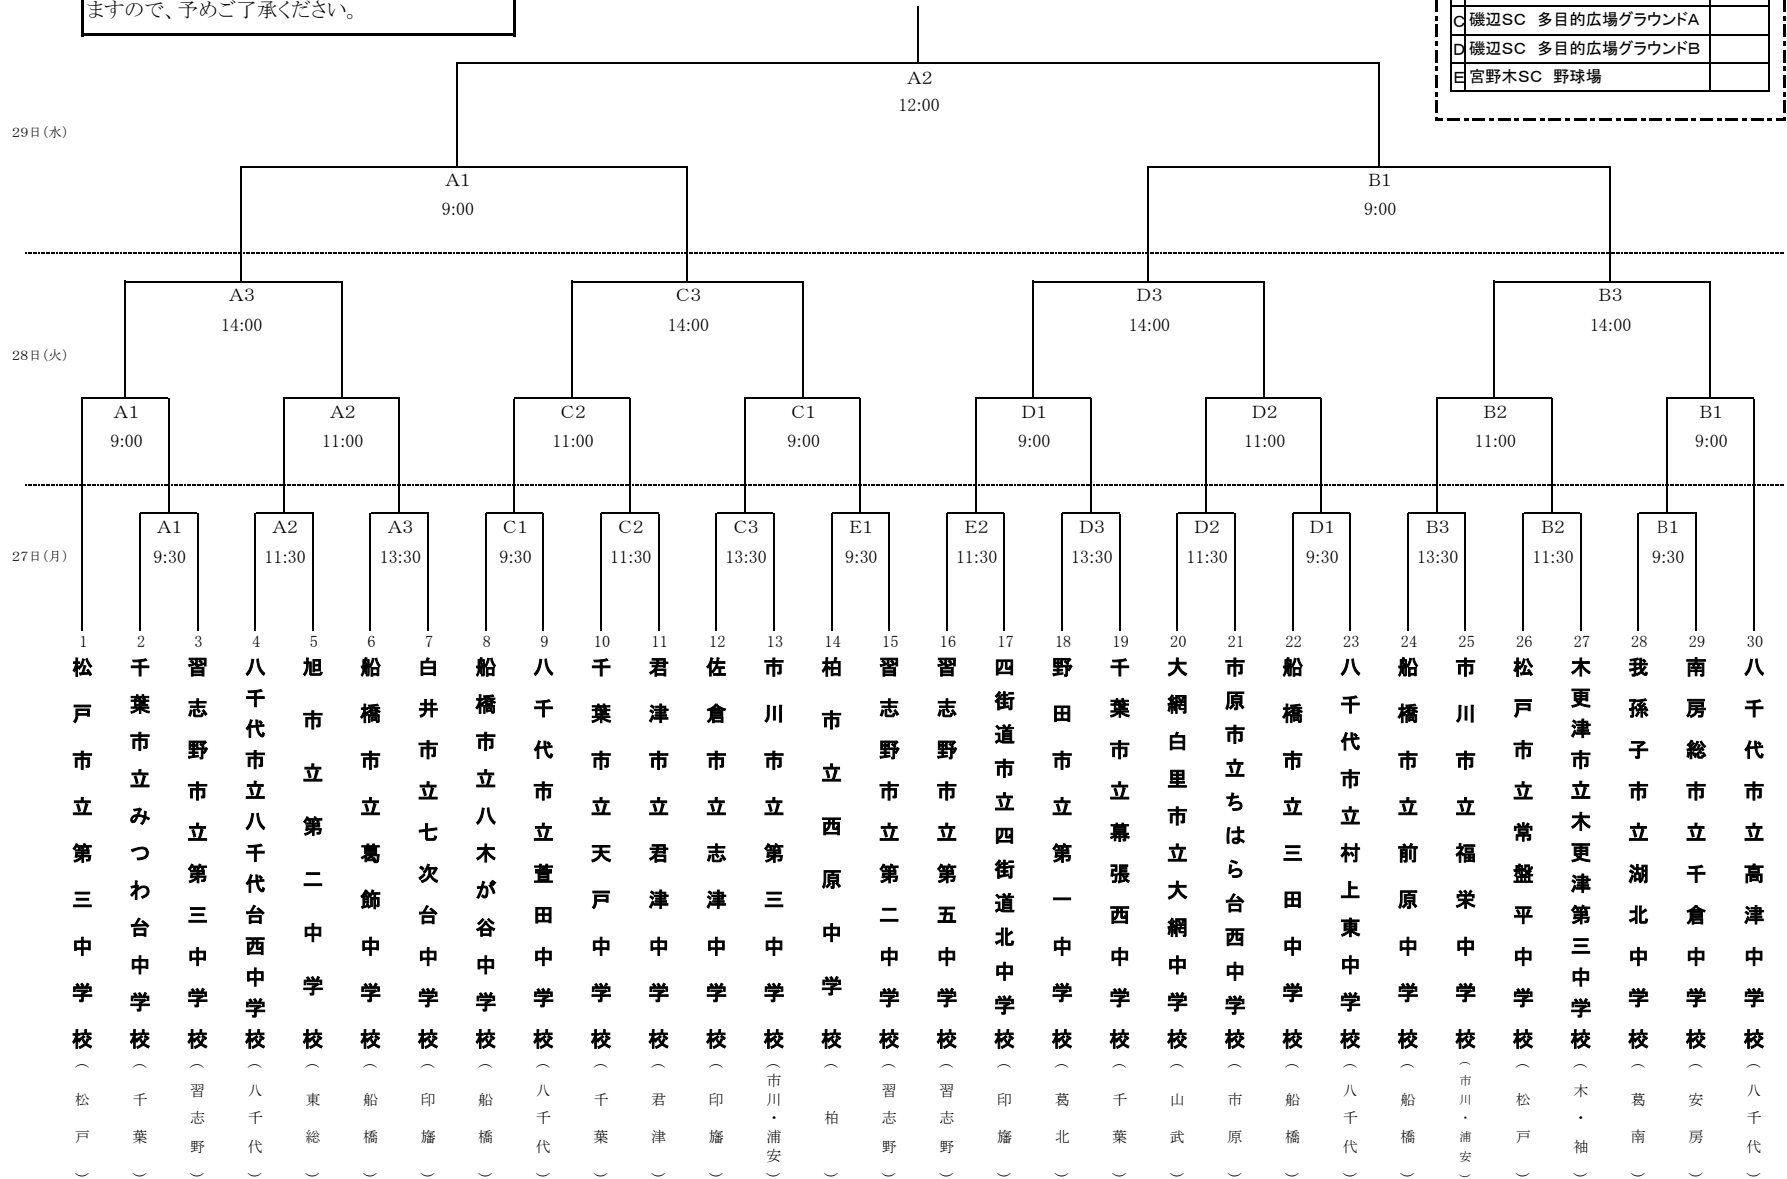 ますので、予めご了承ください。
C 磯辺SC 多目的広場グラウンドA
D 磯辺SC 多目的広場グラウンドB
E 宮野木SC 野球場
A2
12:00
29日(水)
A1 B1
9:00 9:00
A3 C3 D3 B3
14:00 14:00 14:00 14:00
28日(火)
A1 A2 C2 C1 D1 D2 B2 B1
9:00 11:00 11:00 9:00 9:00 11:00 11:00 9:00
A1 A2 A3 C1 C2 C3 E1 E2 D3 D2 D1 B3 B2 B1
27日(月) 9:30 11:30 13:30 9:30 11:30 13:30 9:30 11:30 13:30 11:30 9:30 13:30 11:30 9:30
1 松戸市立第三中学校 (松戸)
2 千葉市立みつわ台中学校 (千葉)
3 習志野市立第三中学校 (習志野)
4 八千代市立八千代台西中学校 (八千代)
5 旭市立第二中学校 (東総)
6 船橋市立葛飾中学校 (船橋)
7 白井市立七次台中学校 (印旛)
8 船橋市立八木が谷中学校 (船橋)
9 八千代市立萱田中学校 (八千代)
10 千葉市立天戸中学校 (千葉)
11 君津市立君津中学校 (君津)
12 佐倉市立志津中学校 (印旛)
13 市川市立第三中学校 (市川・浦安)
14 柏市立西原中学校 (柏)
15 習志野市立第二中学校 (習志野)
16 習志野市立第五中学校 (習志野)
17 四街道市立四街道北中学校 (印旛)
18 野田市立第一中学校 (葛北)
19 千葉市立幕張西中学校 (千葉)
20 大網白里市立大網中学校 (山武)
21 市原市立ちはら台西中学校 (市原)
22 船橋市立三田中学校 (船橋)
23 八千代市立村上東中学校 (八千代)
24 船橋市立前原中学校 (船橋)
25 市川市立福栄中学校 (市川・浦安)
26 松戸市立常盤平中学校 (松戸)
27 木更津市立木更津第三中学校 (木・袖)
28 我孫子市立湖北中学校 (葛南)
29 南房総市立千倉中学校 (安房)
30 八千代市立高津中学校 (八千代)